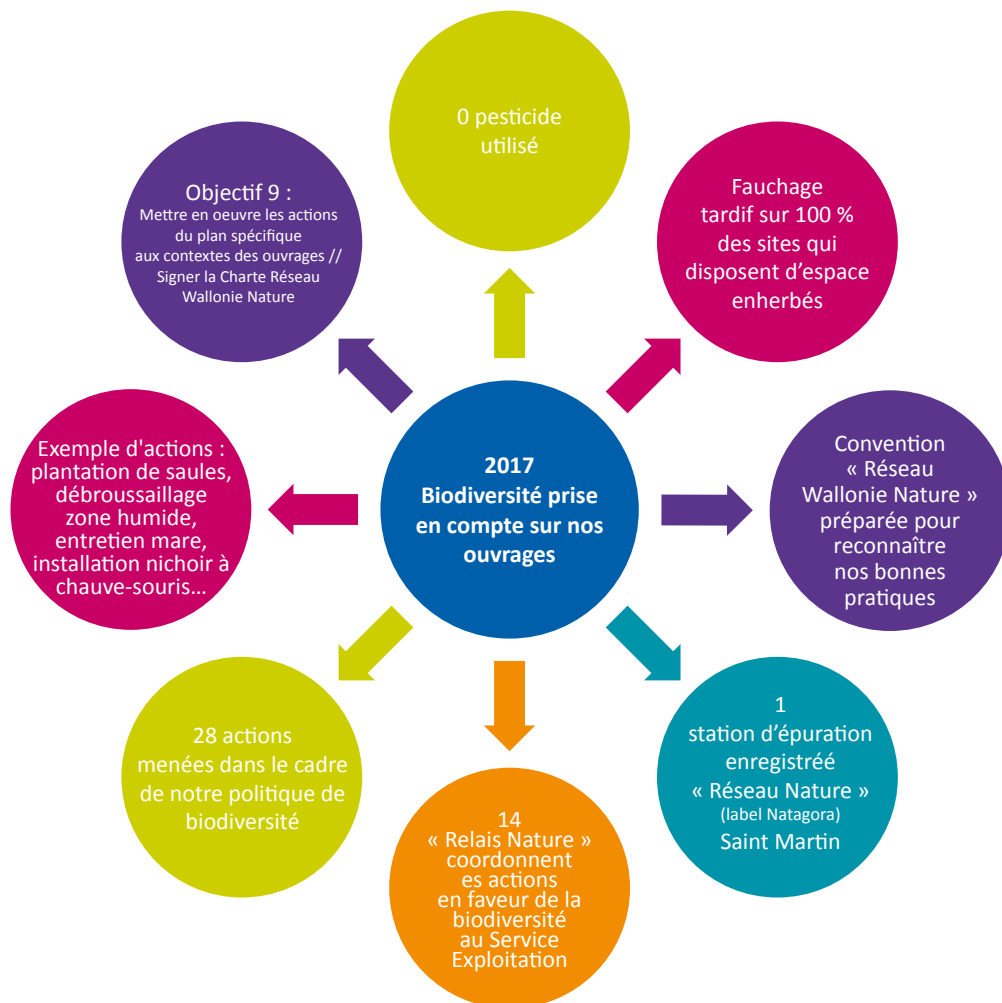 0 pesticide
utilisé
Fauchage
tardif sur 100 %
des sites qui
disposent d'espace
enherbés
Convention
« Réseau
Wallonie Nature »
préparée pour
reconnaître
nos bonnes
pratiques
1
station d'épuration
enregistréé
« Réseau Nature »
(label Natagora)
Saint Martin
14
« Relais Nature »
coordonnent
es actions
en faveur de la
biodiversité
au Service
Exploitation
28 actions
menées dans le cadre
de notre politique de
biodiversité
Exemple d'actions :
plantation de saules,
débroussaillage
zone humide,
entretien mare,
installation nichoir à
chauve-souris...
Objectif 9 :
Mettre en oeuvre les actions
du plan spécifique
aux contextes des ouvrages //
Signer la Charte Réseau
Wallonie Nature
2017
Biodiversité prise
en compte sur nos
ouvrages